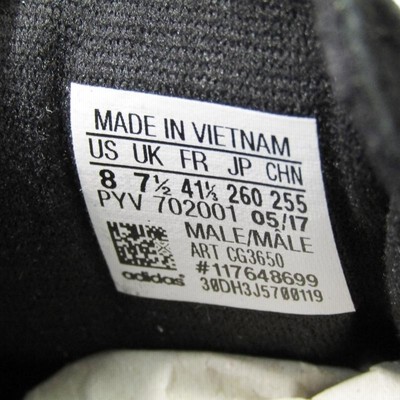 MADE IN VIETNAM
US UK FR JP CHN
8 7½ 41⅓ 260 255
PYV 702001 05/17
MALE/MÂLE
ART CG3650
#117648699
adidas 30DH3J5700119